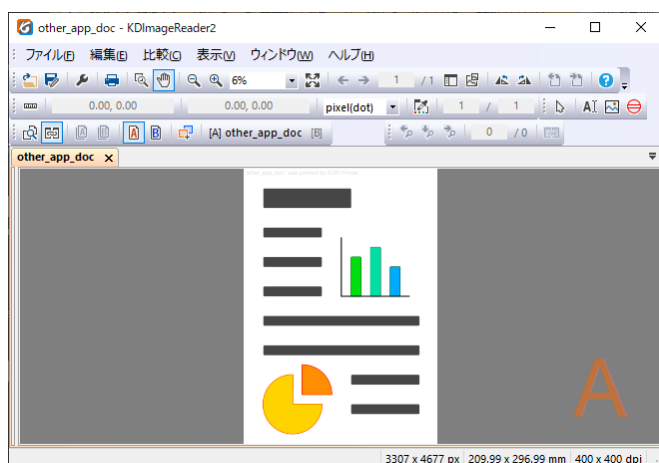 other_app_doc - KDImageReader2
ファイル(F) 編集(E) 比較(C) 表示(V) ウィンドウ(W) ヘルプ(H)
6% 1 / 1
0.00, 0.00 0.00, 0.00 pixel(dot) 1 / 1 A
A B [A] other_app_doc [B] 0 / 0
other_app_doc x
A
3307 x 4677 px 209.99 x 296.99 mm 400 x 400 dpi